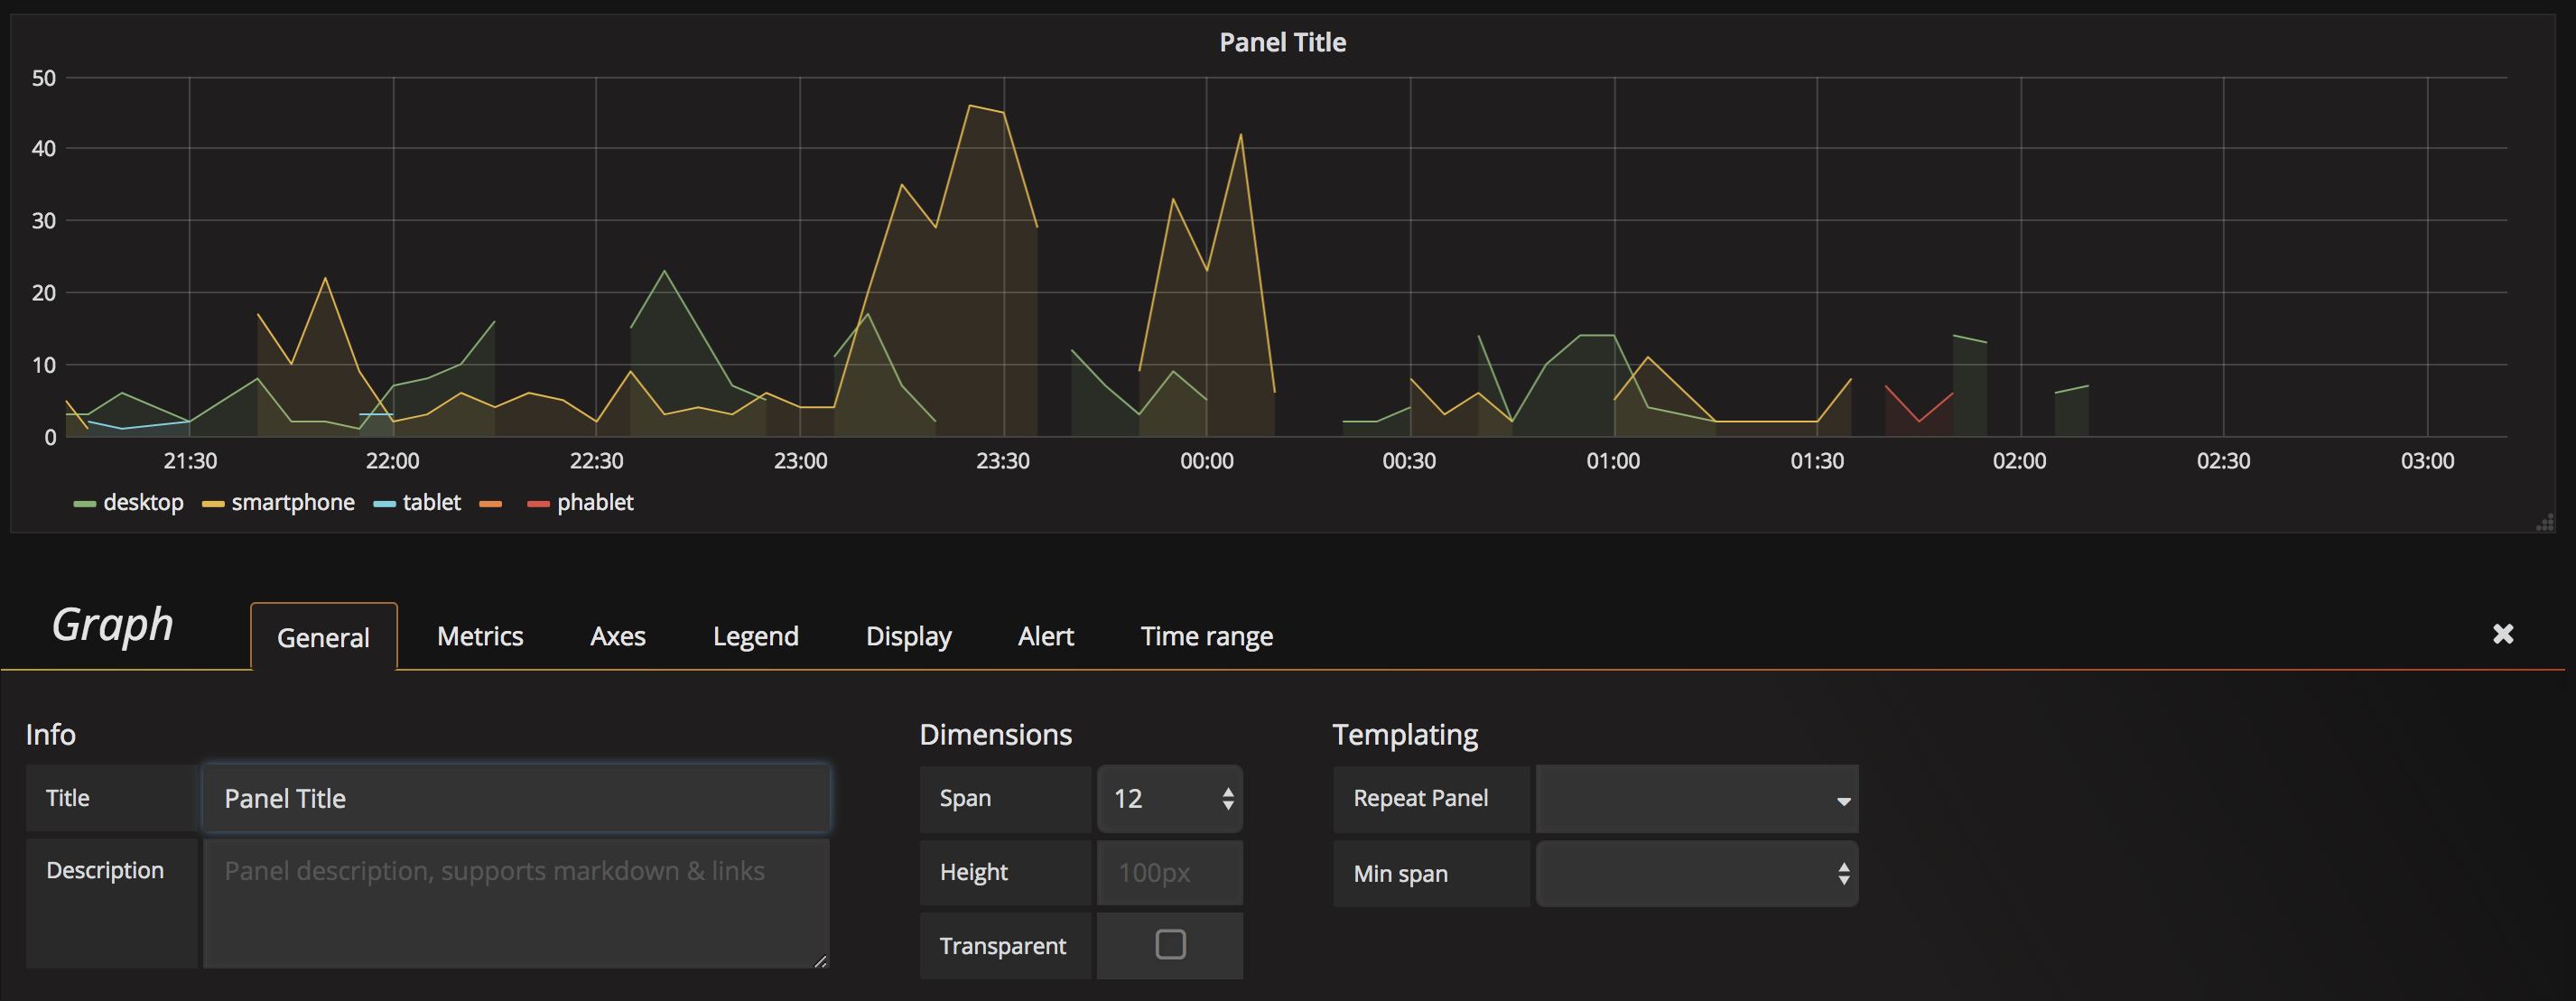 Panel Title
50
40
30
20
10
0
21:30 22:00 22:30 23:00 23:30 00:00 00:30 01:00 01:30 02:00 02:30 03:00
desktop smartphone tablet phablet
Graph General Metrics Axes Legend Display Alert Time range
Info Dimensions Templating
Title Panel Title Span 12 Repeat Panel
Description Panel description, supports markdown & links Height 100px Min span
Transparent